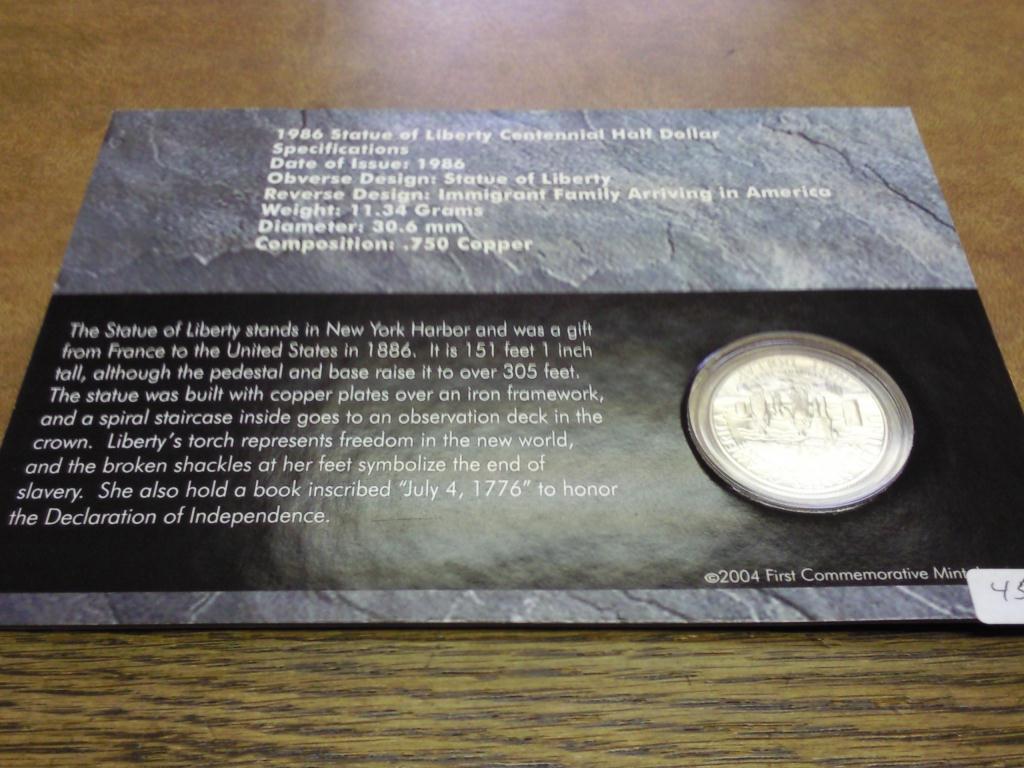 1986 Statue of Liberty Centennial Half Dollar
Specifications
Date of Issue: 1986
Obverse Design: Statue of Liberty
Reverse Design: Immigrant Family Arriving in America
Weight: 11.34 Grams
Diameter: 30.6 mm
Composition: .750 Copper
The Statue of Liberty stands in New York Harbor and was a gift
from France to the United States in 1886. It is 151 feet 1 inch
tall, although the pedestal and base raise it to over 305 feet.
The statue was built with copper plates over an iron framework,
and a spiral staircase inside goes to an observation deck in the
crown. Liberty's torch represents freedom in the new world,
and the broken shackles at her feet symbolize the end of
slavery. She also hold a book inscribed "July 4, 1776" to honor
the Declaration of Independence.
©2004 First Commemorative Mint